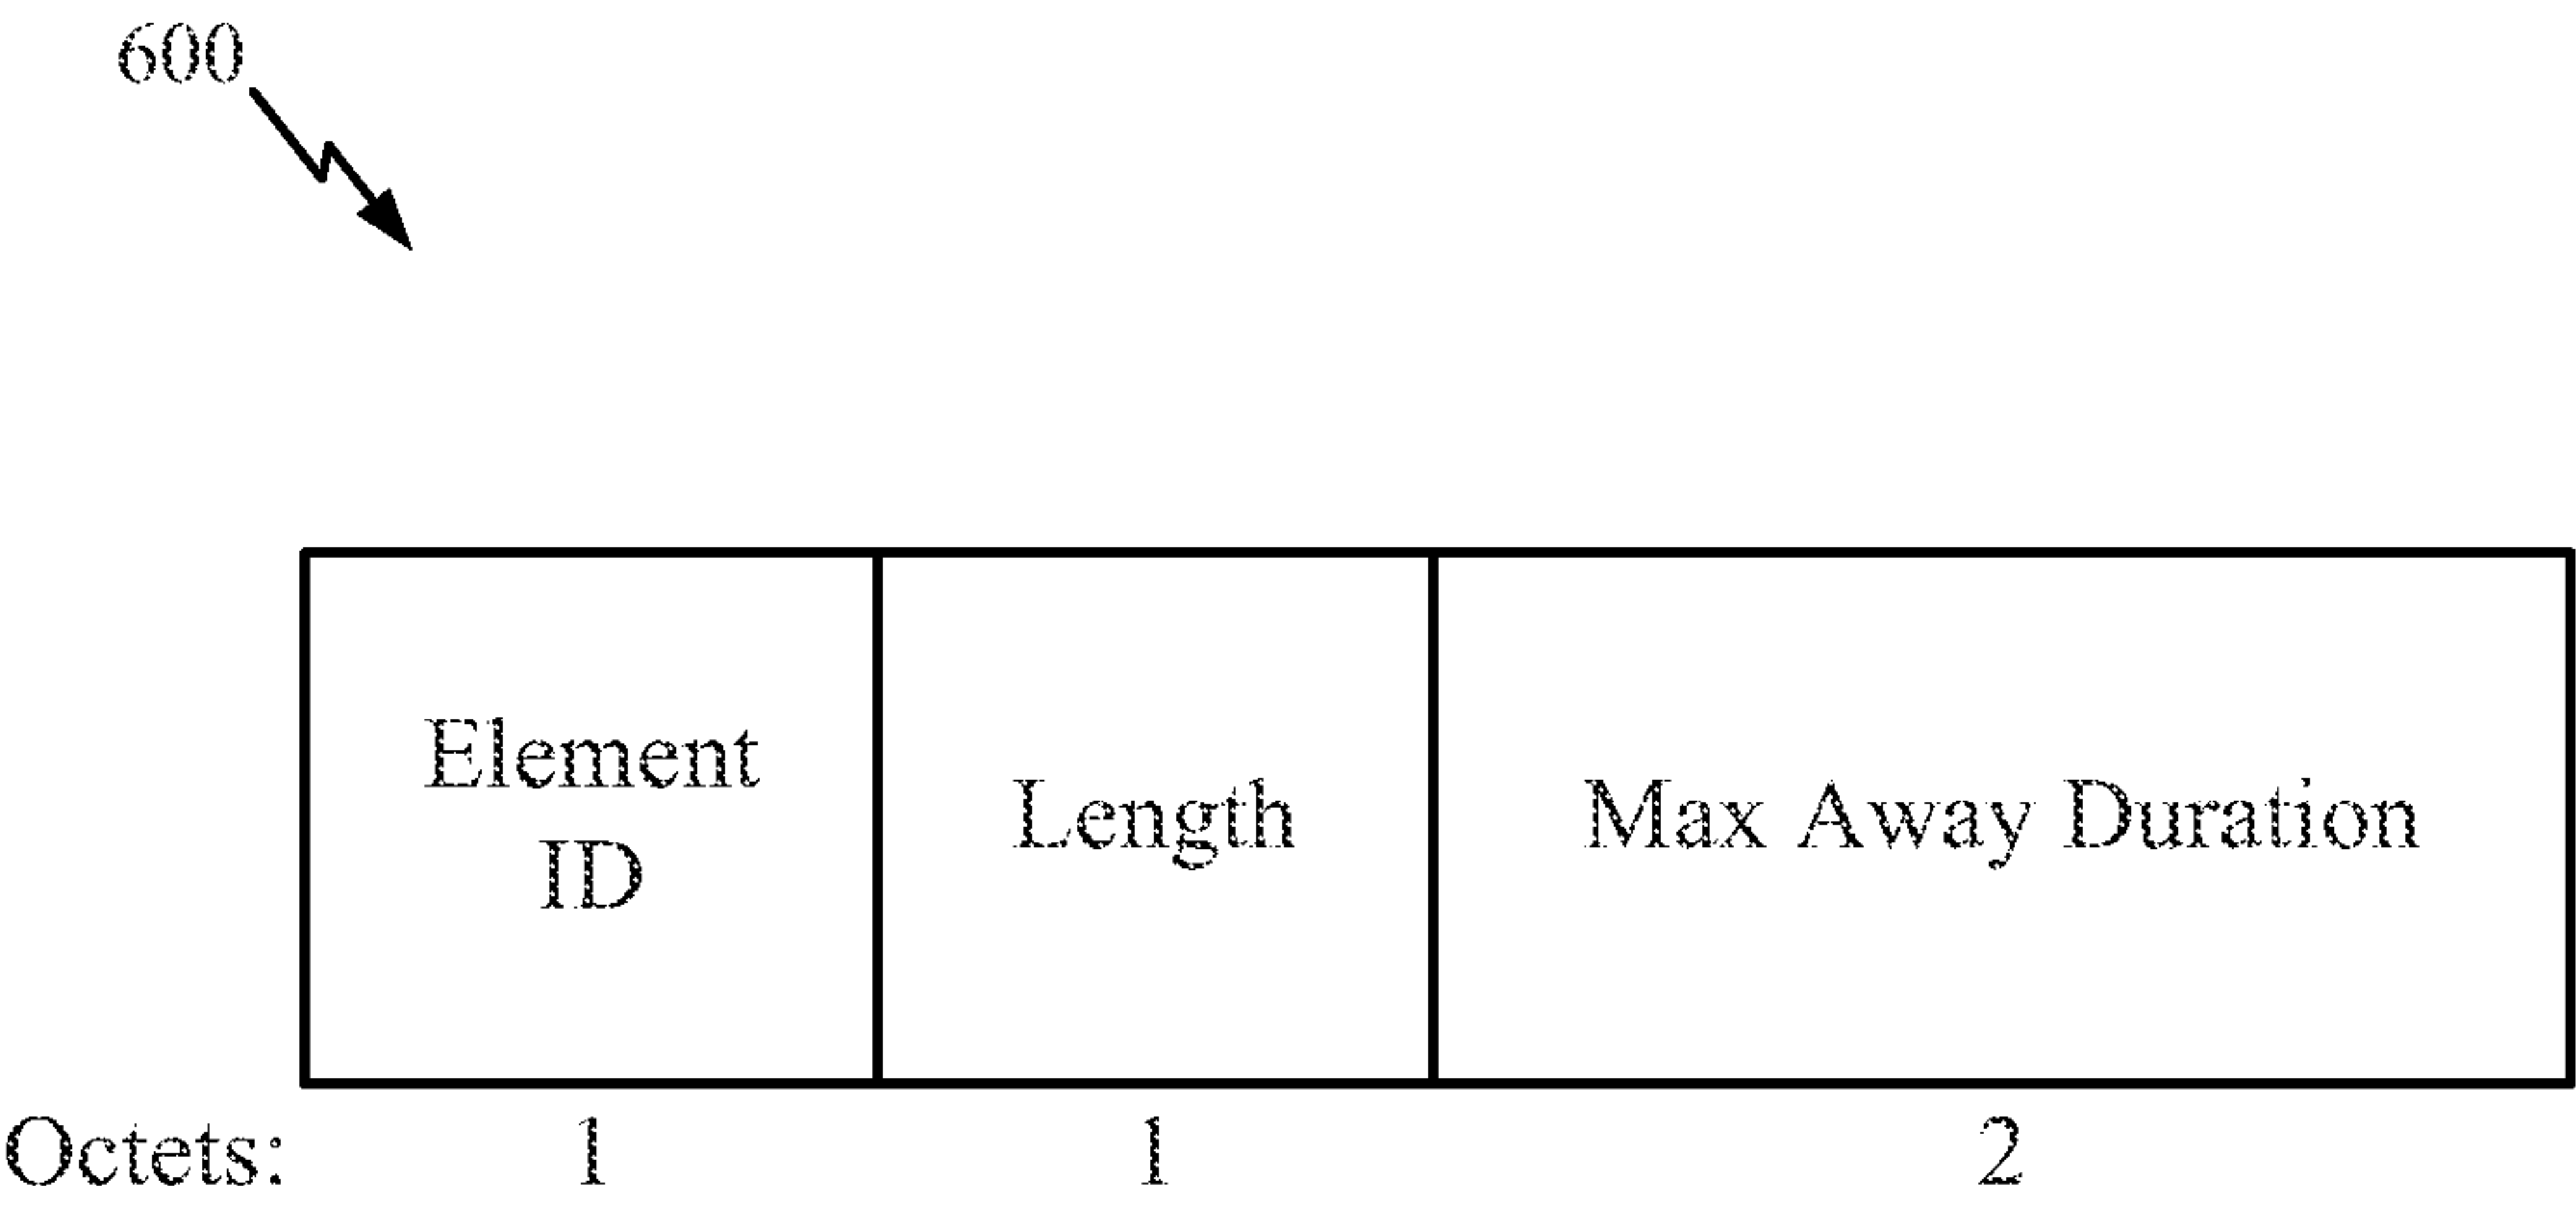 600
Element
ID
Length
Max Away Duration
Octets: 1 1 2